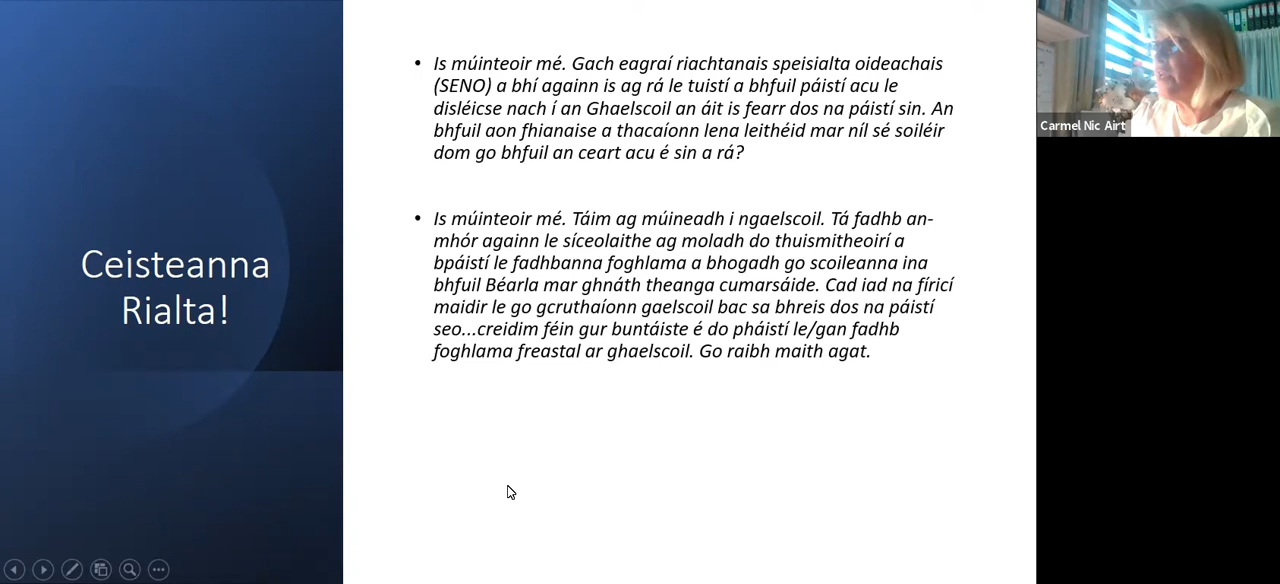 Ceisteanna
Rialta!
• Is múinteoir mé. Gach eagraí riachtanais speisialta oideachais
(SENO) a bhí againn is ag rá le tuistí a bhfuil páistí acu le
disléicse nach í an Ghaelscoil an áit is fearr dos na páistí sin. An
bhfuil aon fhianaise a thacaíonn lena leithéid mar níl sé soiléir
dom go bhfuil an ceart acu é sin a rá?
• Is múinteoir mé. Táim ag múineadh i ngaelscoil. Tá fadhb an-
mhór againn le síceolaithe ag moladh do thuismitheoirí a
bpáistí le fadhbanna foghlama a bhogadh go scoileanna ina
bhfuil Béarla mar ghnáth theanga cumarsáide. Cad iad na fíricí
maidir le go gcruthaíonn gaelscoil bac sa bhreis dos na páistí
seo...creidim féin gur buntáiste é do pháistí le/gan fadhb
foghlama freastal ar ghaelscoil. Go raibh maith agat.
Carmel Nic Airt